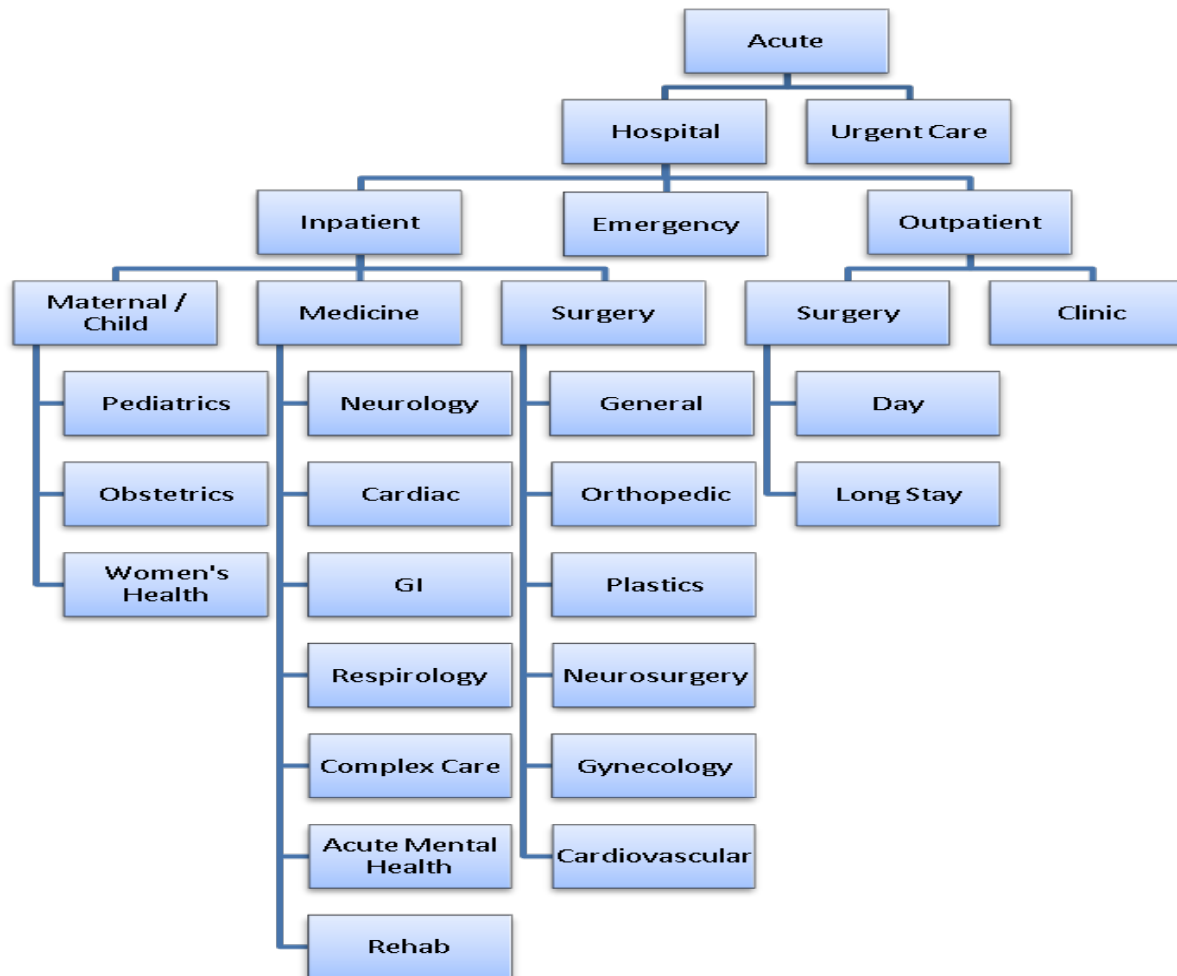 Acute
Hospital
Urgent Care
Inpatient
Emergency
Outpatient
Maternal /
Child
Medicine
Surgery
Surgery
Clinic
Pediatrics
Neurology
General
Day
Obstetrics
Cardiac
Orthopedic
Long Stay
Women's
Health
GI
Plastics
Respirology
Neurosurgery
Complex Care
Gynecology
Acute Mental
Health
Cardiovascular
Rehab